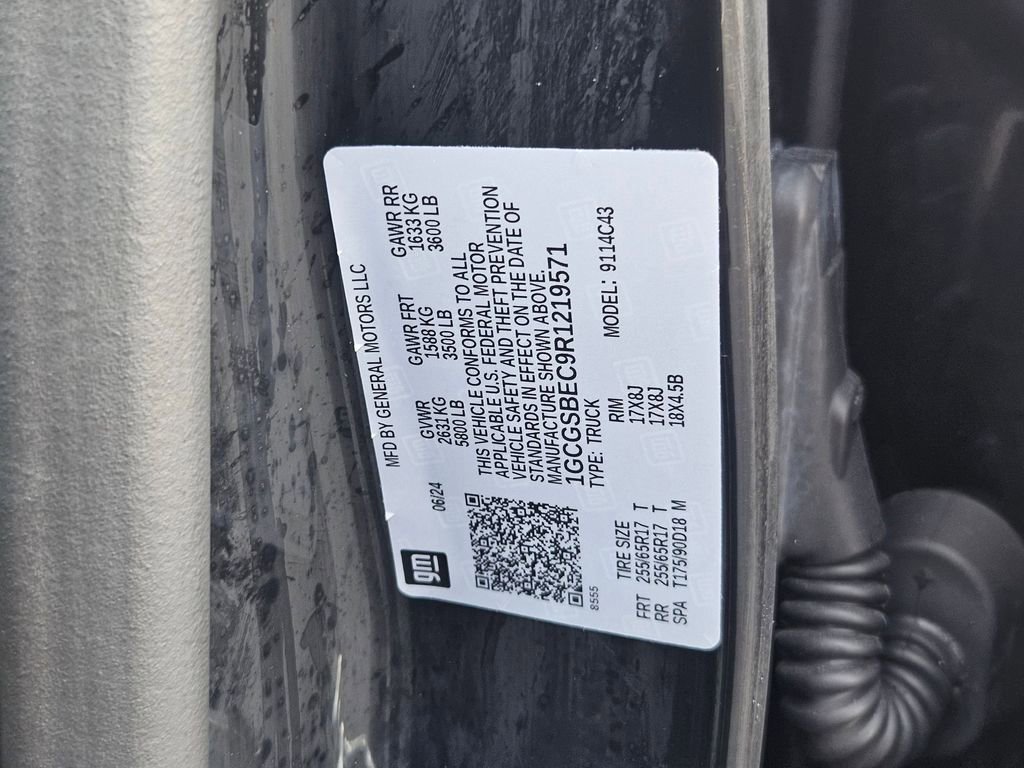 MFD BY GENERAL MOTORS LLC
gm
06/24
GVWR GAWR FRT GAWR RR
2631KG 1588 KG 1633 KG
5800 LB 3500 LB 3600 LB
THIS VEHICLE CONFORMS TO ALL
APPLICABLE U.S. FEDERAL MOTOR
VEHICLE SAFETY AND THEFT PREVENTION
STANDARDS IN EFFECT ON THE DATE OF
MANUFACTURE SHOWN ABOVE.
1GCGSBEC9R1219571
8555
TYPE: TRUCK MODEL: 9114C43
TIRE SIZE RIM
FRT 255/65R17 T 17X8J
RR 255/65R17 T 17X8J
SPA T175/90D18 M 18X4.5B